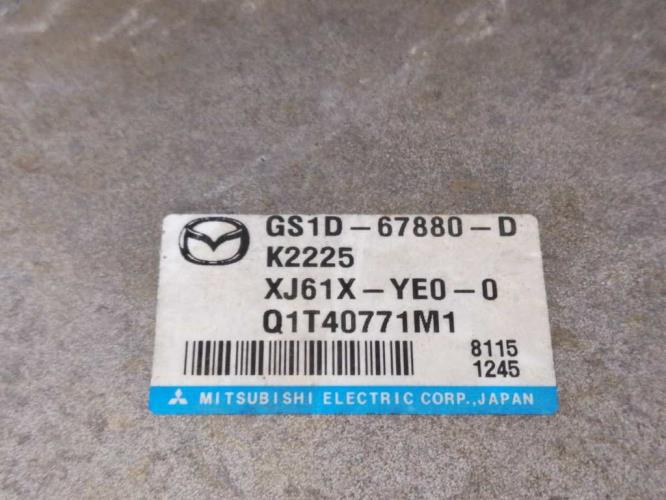 GS1D-67880-D
K2225
XJ61X-YE0-0
Q1T40771M1
8115
1245
MITSUBISHI ELECTRIC CORP.,JAPAN